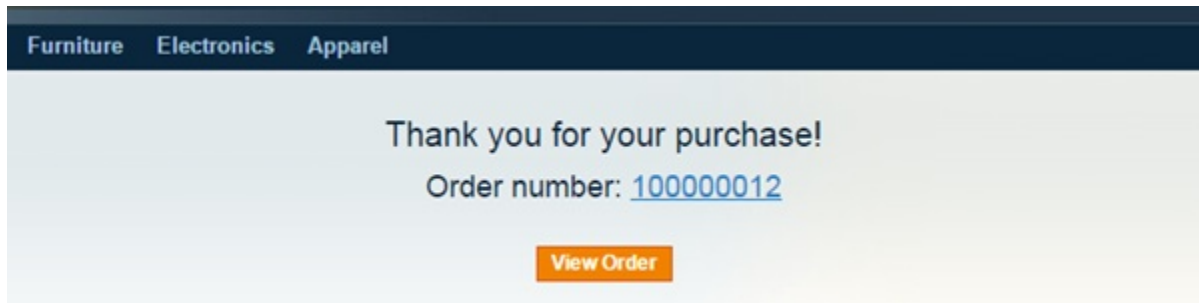 Furniture Electronics Apparel
Thank you for your purchase!
Order number: 100000012
View Order